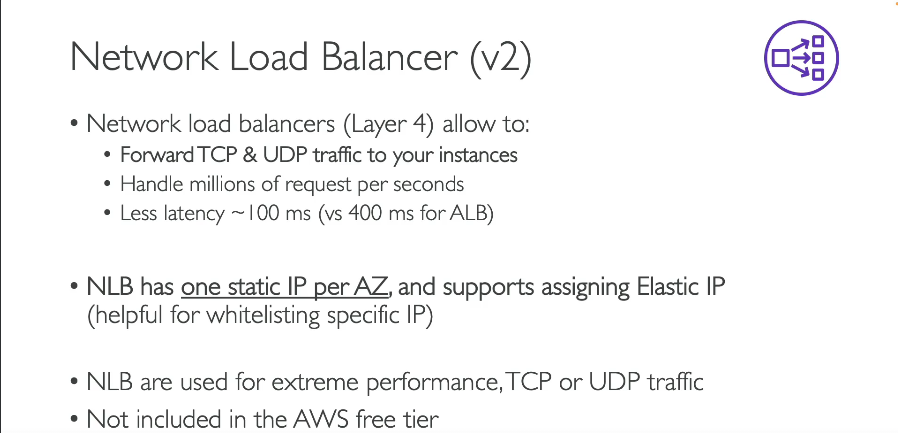 Network Load Balancer (v2)
• Network load balancers (Layer 4) allow to:
• Forward TCP & UDP traffic to your instances
• Handle millions of request per seconds
• Less latency ~100 ms (vs 400 ms for ALB)
• NLB has one static IP per AZ, and supports assigning Elastic IP
(helpful for whitelisting specific IP)
• NLB are used for extreme performance, TCP or UDP traffic
• Not included in the AWS free tier